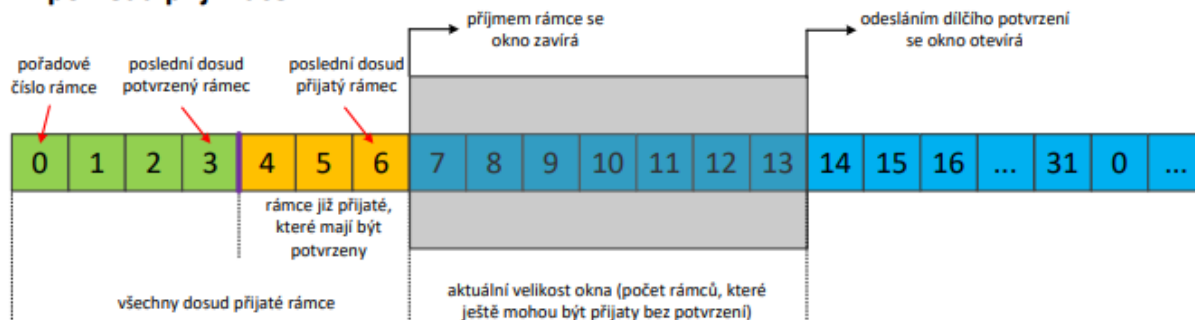 příjmem rámce se
okno zavírá
odesláním dílčího potvrzení
se okno otevírá
pořadové
číslo rámce
poslední dosud
potvrzený rámec
poslední dosud
přijatý rámec
0 1 2 3 4 5 6 7 8 9 10 11 12 13 14 15 16 ... 31 0 ...
rámce již přijaté,
které mají být
potvrzeny
všechny dosud přijaté rámce
aktuální velikost okna (počet rámců, které
ještě mohou být přijaty bez potvrzení)